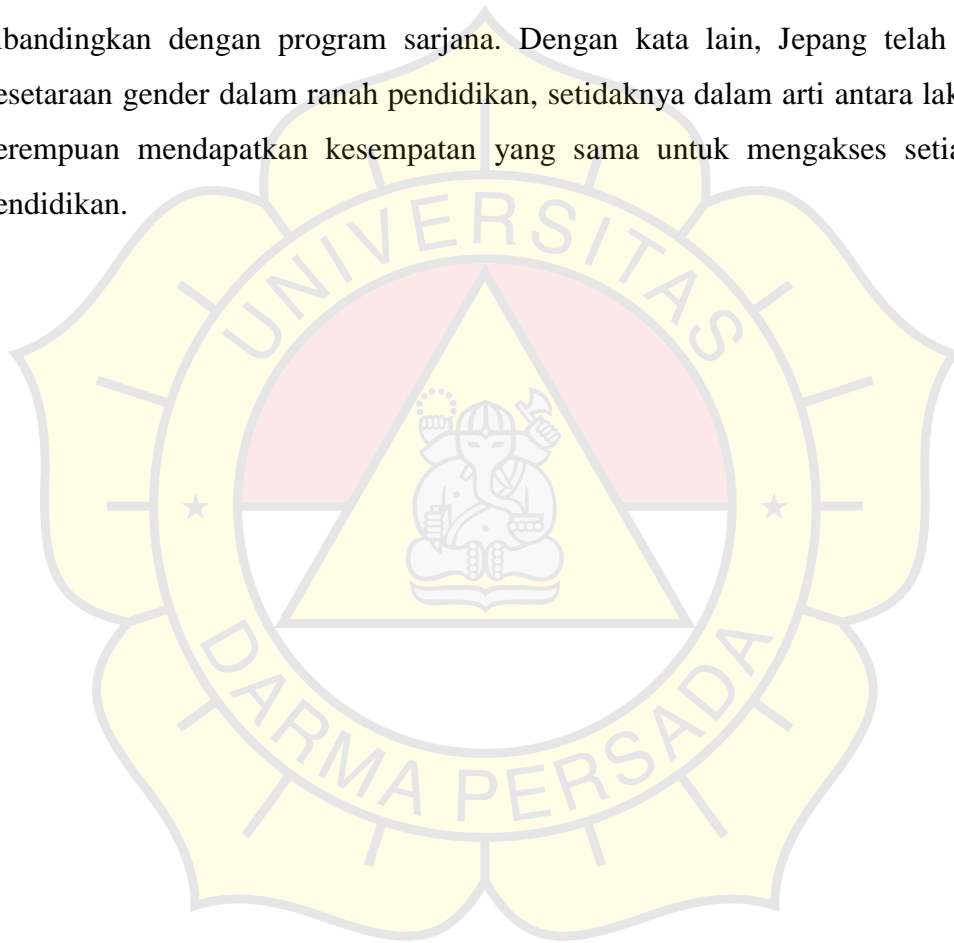 ibandingkan dengan program sarjana. Dengan kata lain, Jepang telah
esetaraan gender dalam ranah pendidikan, setidaknya dalam arti antara lak
erempuan mendapatkan kesempatan yang sama untuk mengakses setia
endidikan.
UNIVERSITAS
DARMA PERSADA